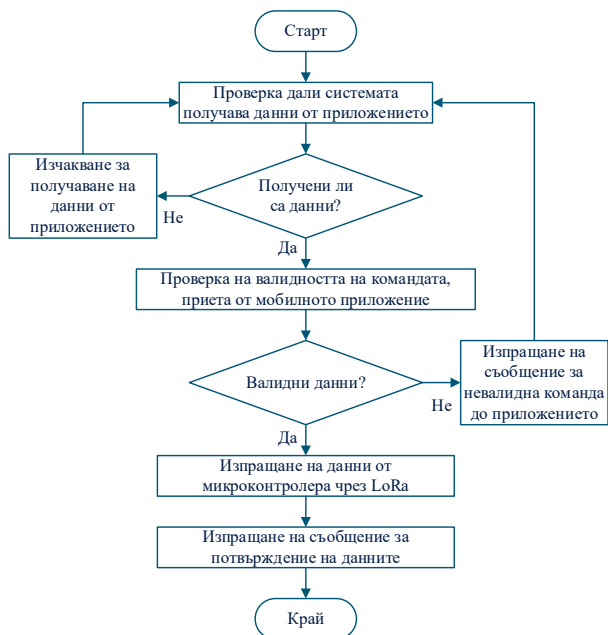 Старт
Проверка дали системата
получава данни от приложението
Изчакване за
получаване на
данни от
приложението
Не
Получени ли
са данни?
Да
Проверка на валидността на командата,
приета от мобилното приложение
Валидни данни?
Не
Изпращане на
съобщение за
невалидна команда
до приложението
Да
Изпращане на данни от
микроконтролера чрез LoRa
Изпращане на съобщение за
потвърждение на данните
Край